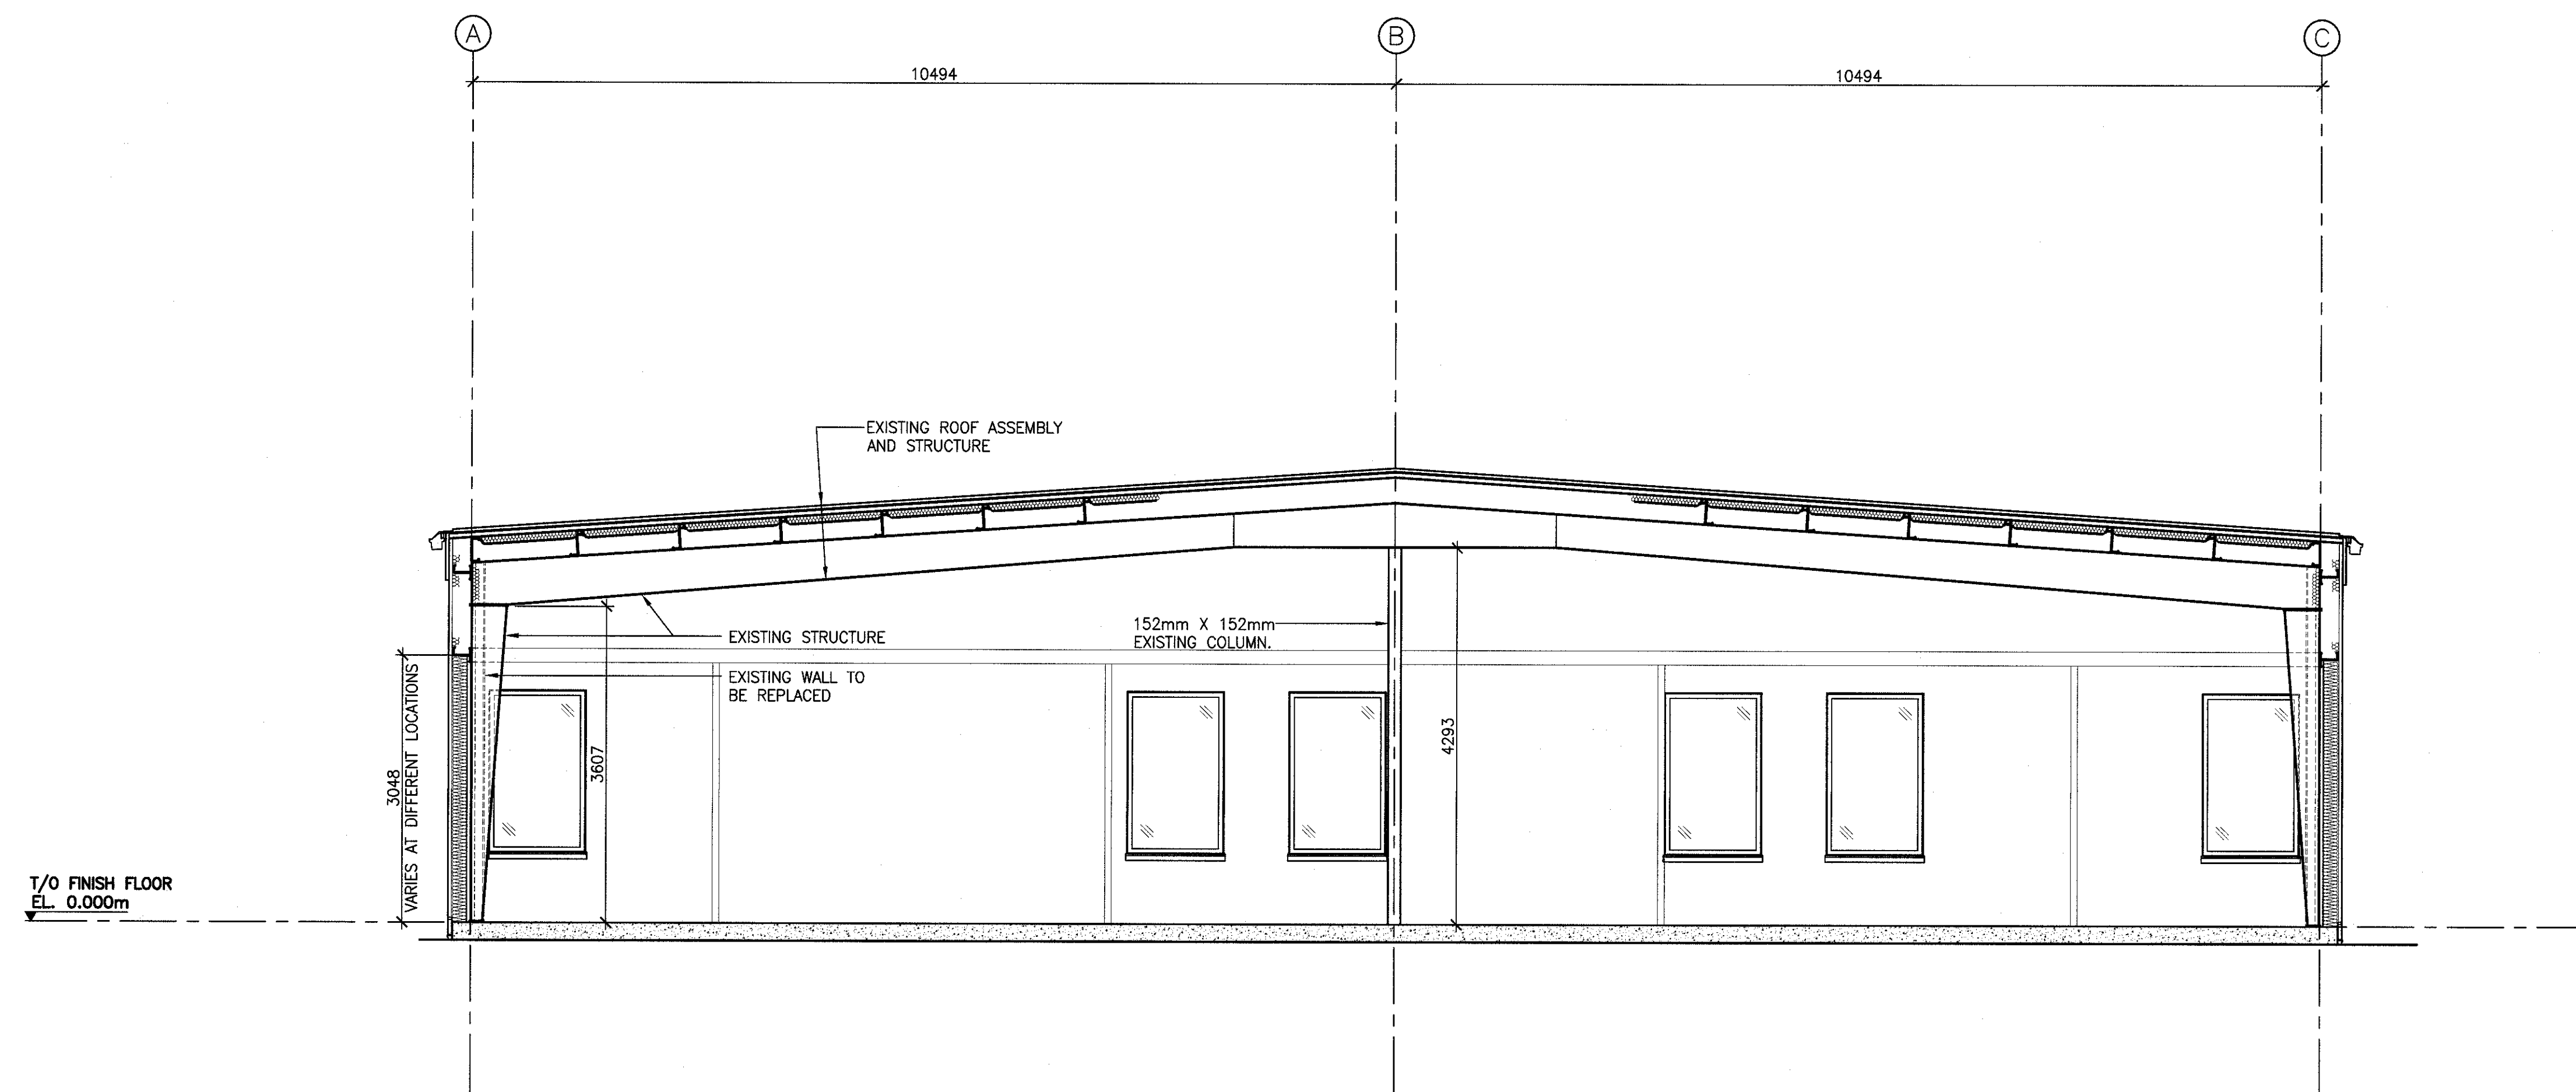 A
B
C
10494
10494
EXISTING ROOF ASSEMBLY
AND STRUCTURE
EXISTING STRUCTURE
152mm X 152mm
EXISTING COLUMN.
EXISTING WALL TO
BE REPLACED
3048
VARIES AT DIFFERENT LOCATIONS
3607
4293
T/O FINISH FLOOR
EL. 0.000m